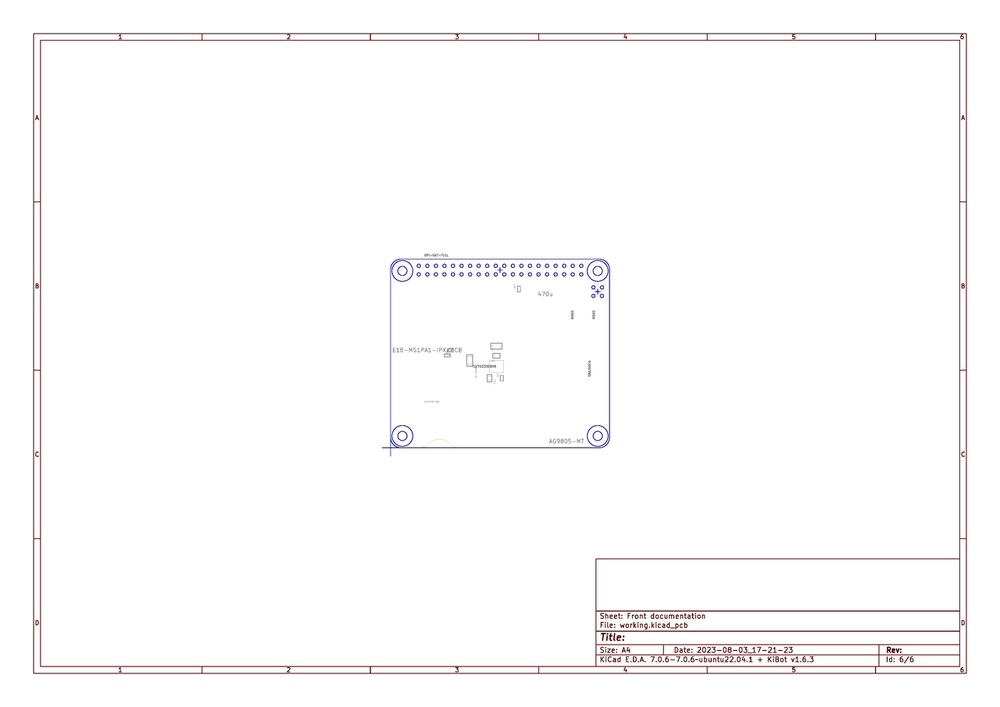 1 2 3 4 5 6
A A
RPI-HAT-FULL
B B
470µ
E18-MS1PA1-IPX
AG9805-MT
C C
Sheet: Front documentation
File: working.kicad_pcb
D D
Title:
Size: A4 Date: 2023-08-03_17-21-23 Rev:
KiCad E.D.A. 7.0.6-7.0.6~ubuntu22.04.1 + KiBot v1.6.3 Id: 6/6
1 2 3 4 5 6